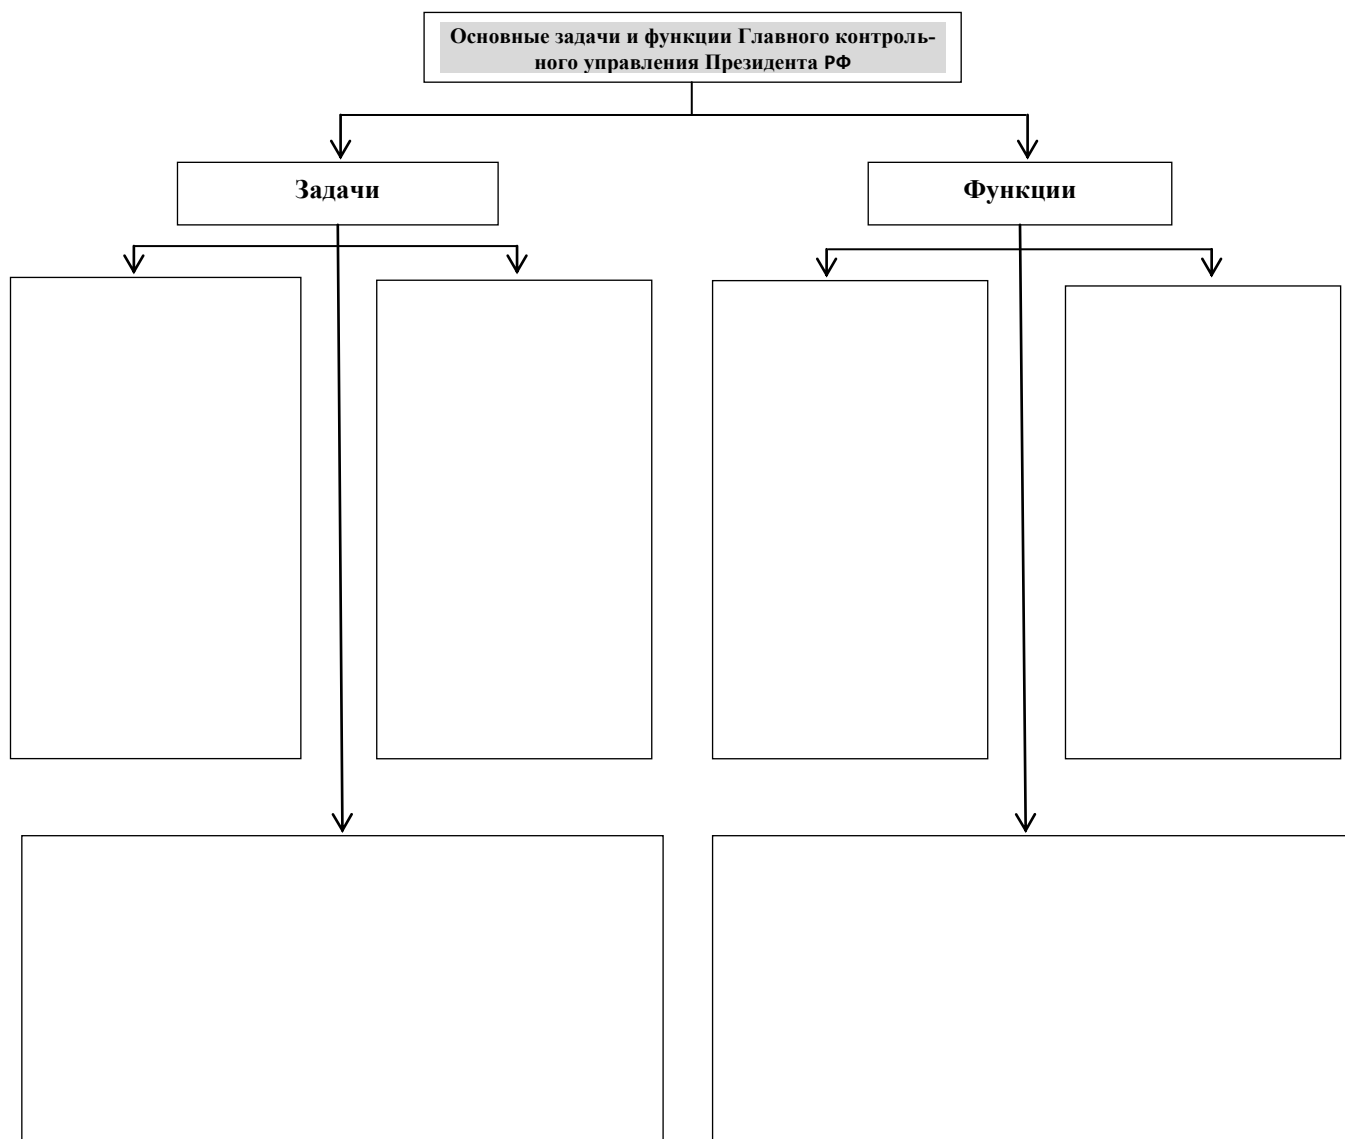 Основные задачи и функции Главного контроль-
ного управления Президента РФ
Задачи
Функции